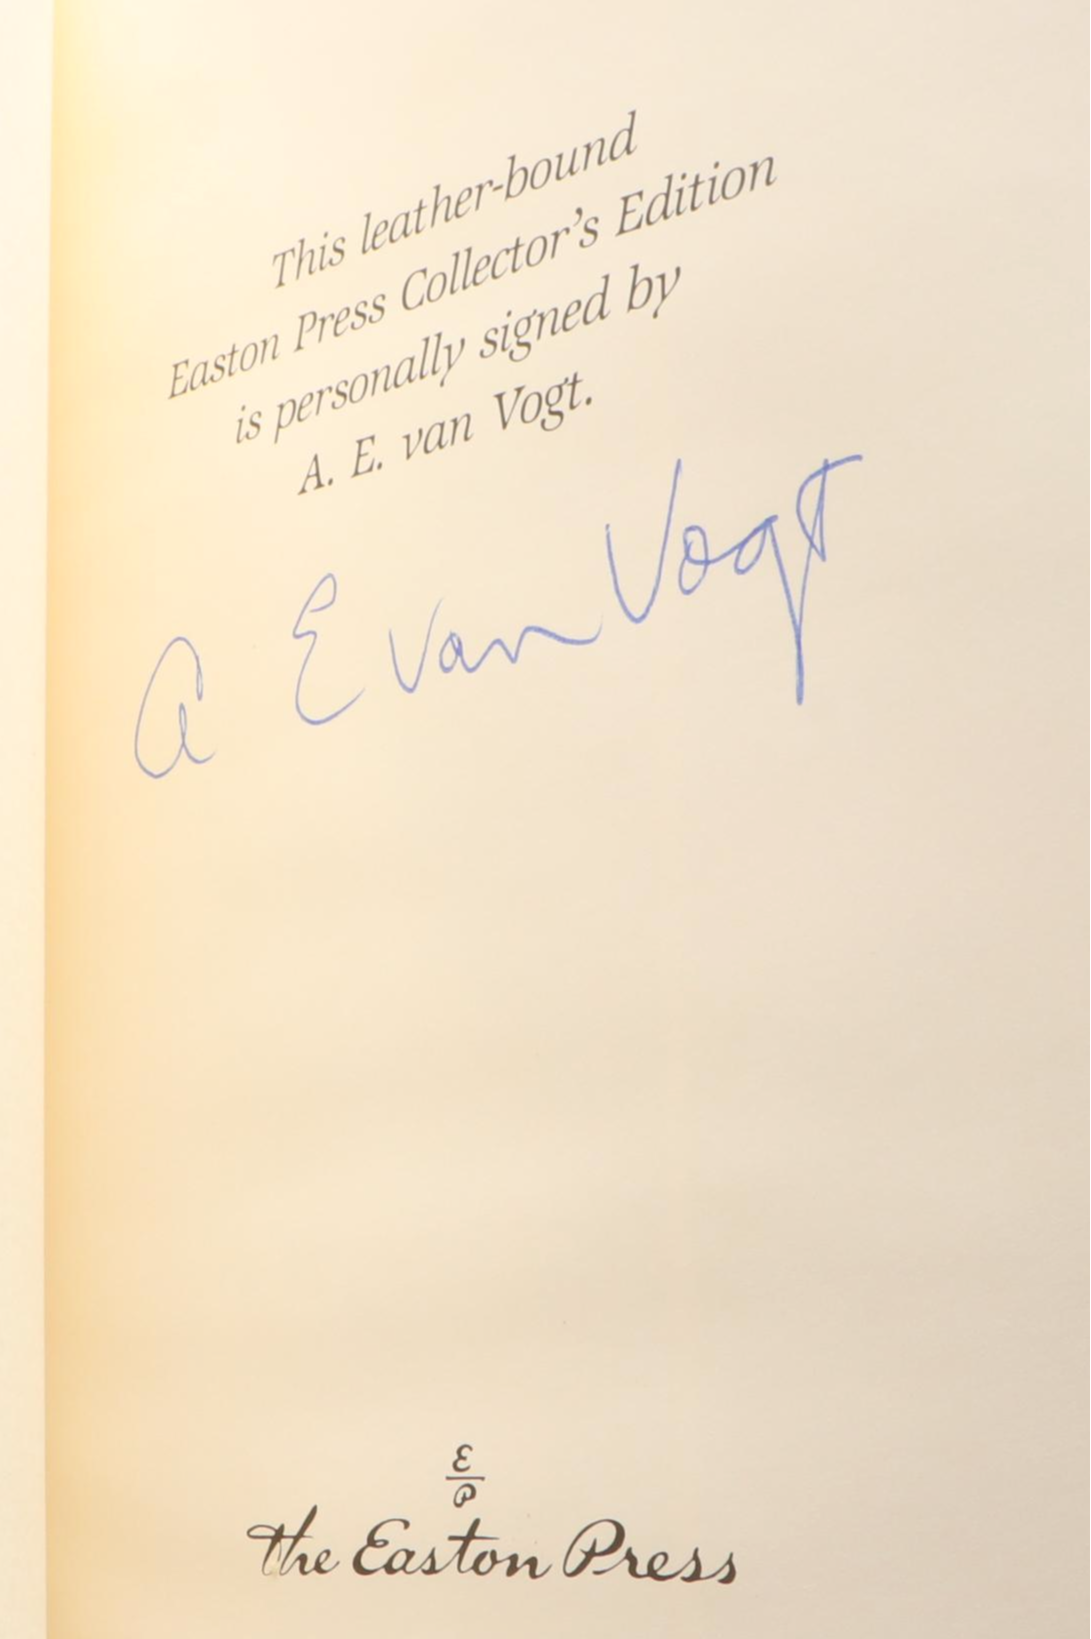 This leather-bound
Easton Press Collector's Edition
is personally signed by
A. E. van Vogt.
A E van Vogt
E
P
the Easton Press